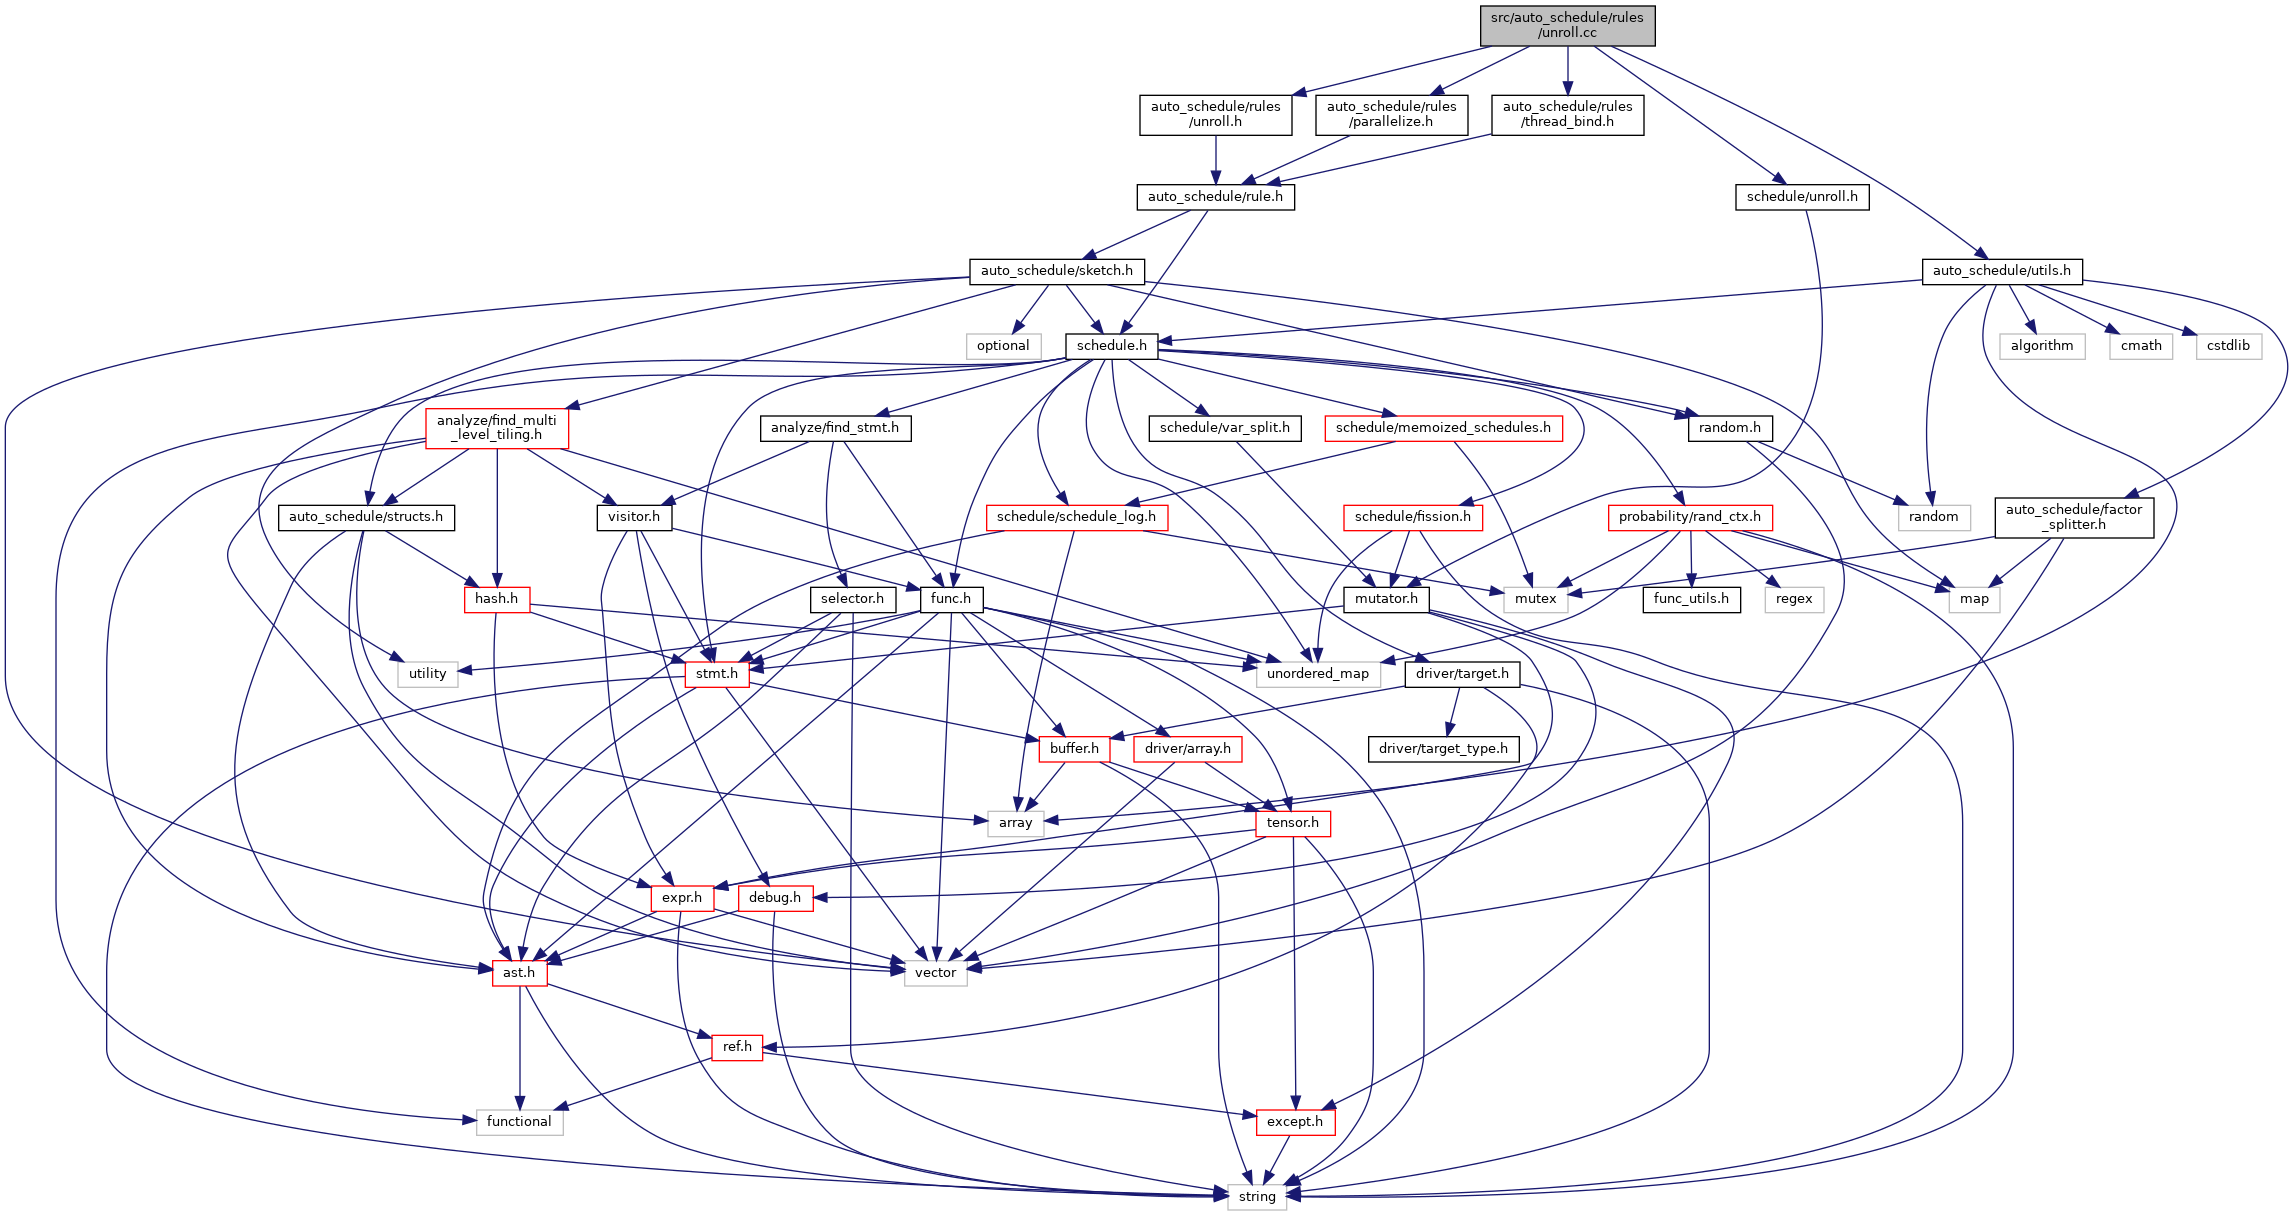 src/auto_schedule/rules
/unroll.cc
auto_schedule/rules
/unroll.h
auto_schedule/rules
/parallelize.h
auto_schedule/rules
/thread_bind.h
auto_schedule/rule.h
schedule/unroll.h
auto_schedule/sketch.h
auto_schedule/utils.h
optional
schedule.h
algorithm
cmath
cstdlib
analyze/find_multi
_level_tiling.h
analyze/find_stmt.h
schedule/var_split.h
schedule/memoized_schedules.h
random.h
auto_schedule/structs.h
visitor.h
schedule/schedule_log.h
schedule/fission.h
probability/rand_ctx.h
random
auto_schedule/factor
_splitter.h
hash.h
selector.h
func.h
mutator.h
mutex
func_utils.h
regex
map
utility
stmt.h
unordered_map
driver/target.h
buffer.h
driver/array.h
driver/target_type.h
array
tensor.h
expr.h
debug.h
ast.h
vector
ref.h
functional
except.h
string